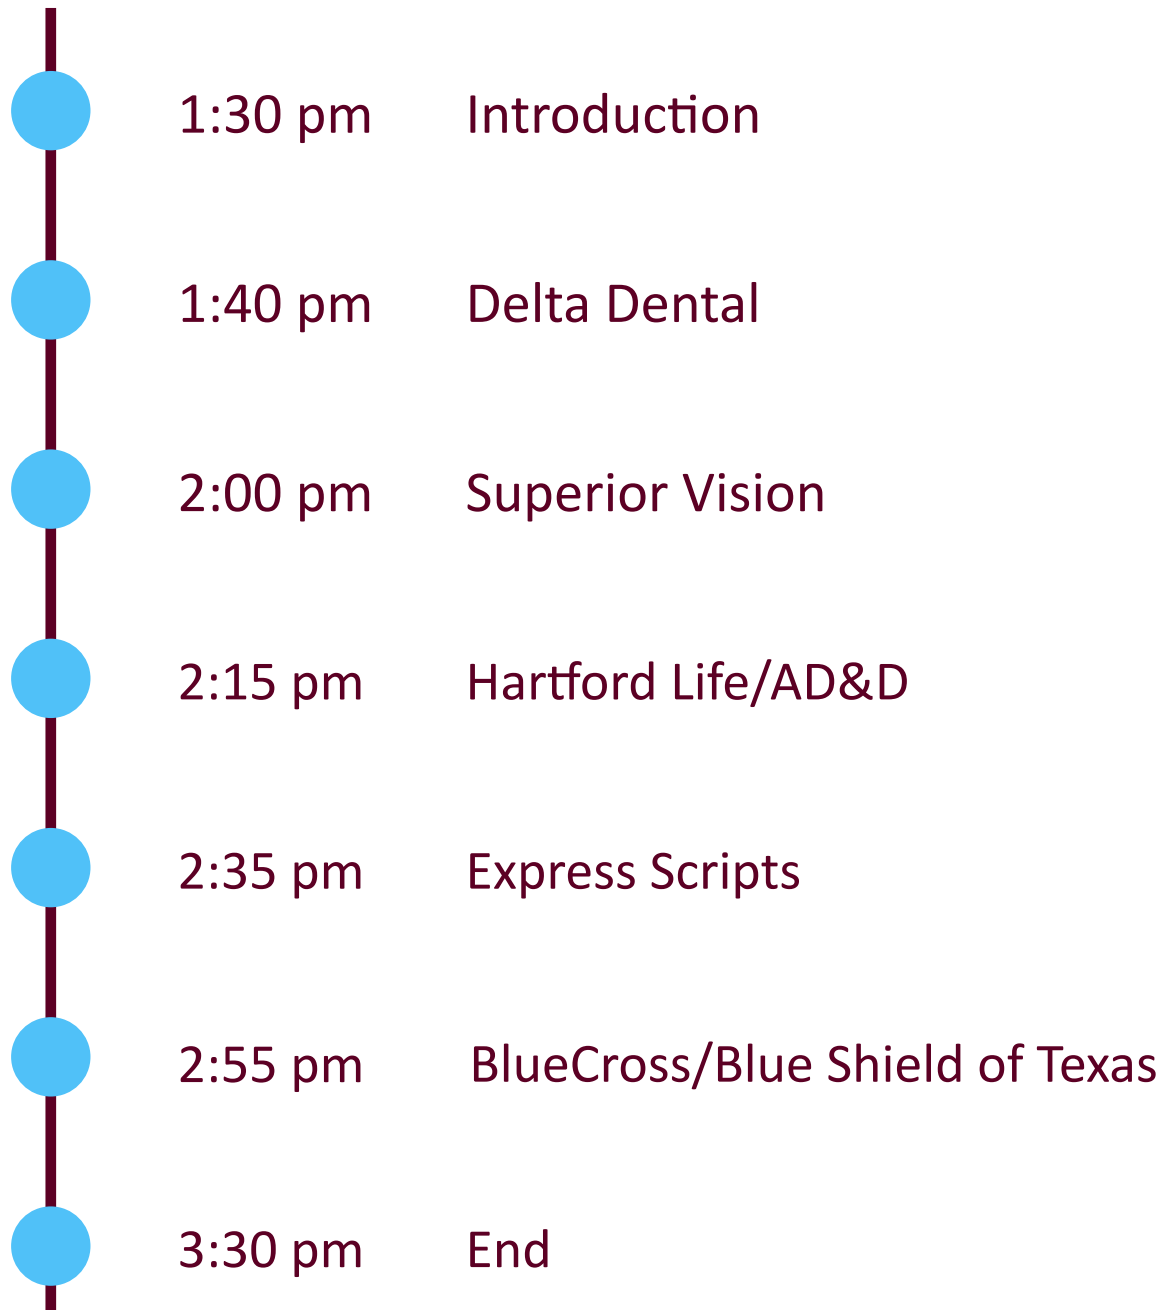 1:30 pm Introduction
1:40 pm Delta Dental
2:00 pm Superior Vision
2:15 pm Hartford Life/AD&D
2:35 pm Express Scripts
2:55 pm BlueCross/Blue Shield of Texas
3:30 pm End